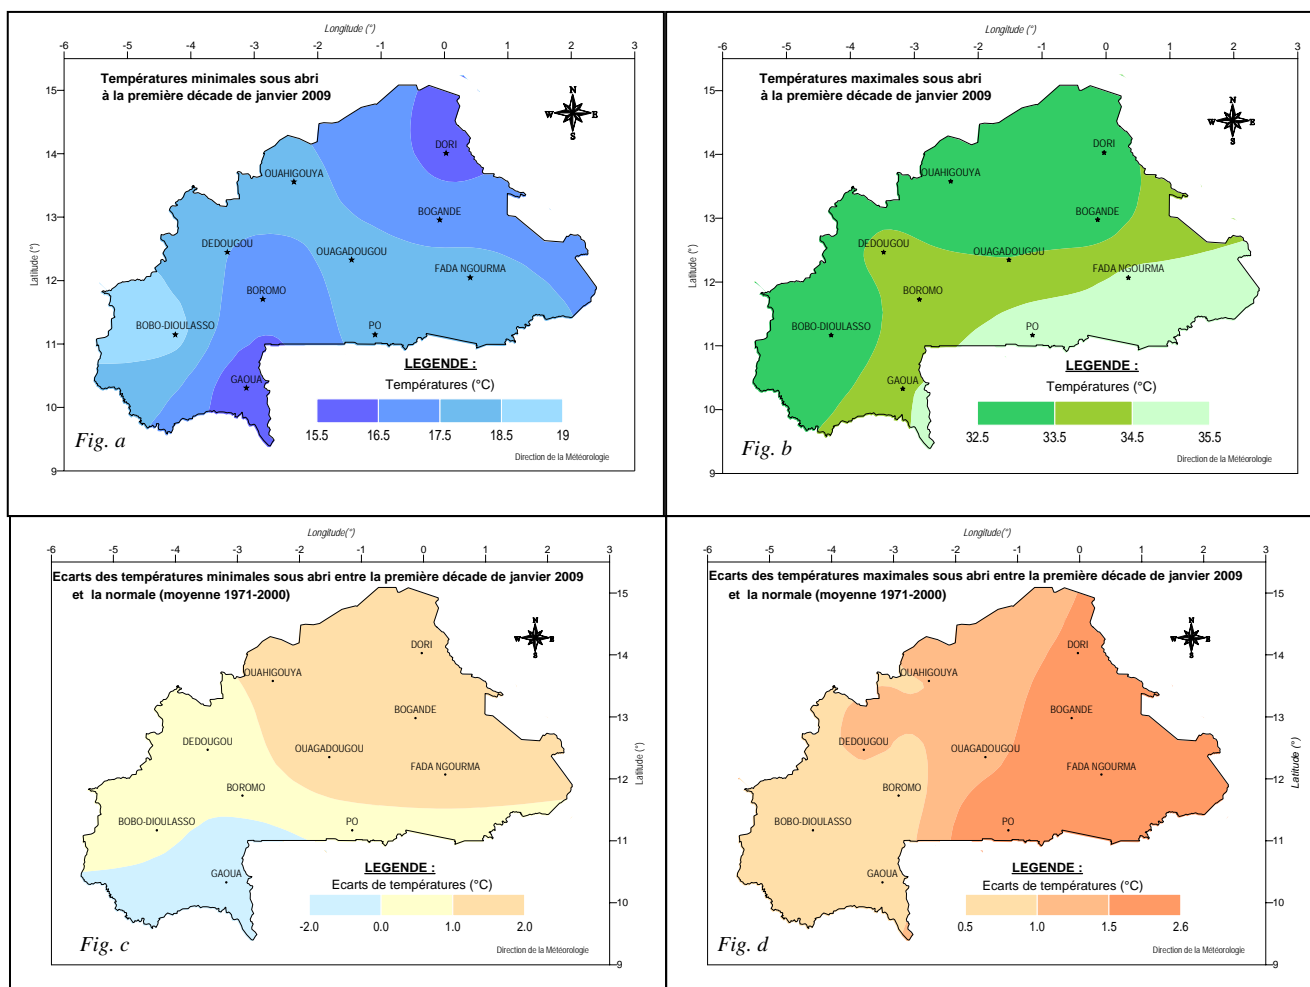 Longitude (°)
-6 -5 -4 -3 -2 -1 0 1 2 3
Températures minimales sous abri
à la première décade de janvier 2009
N
W E
S
15
14
13
12
11
10
9
Latitude (°)
DORI
OUAHIGOUYA
BOGANDE
DEDOUGOU
OUAGADOUGOU
FADA NGOURMA
BOROMO
BOBO-DIOULASSO
PO
GAOUA
LEGENDE :
Températures (°C)
15.5 16.5 17.5 18.5 19
Fig. a
Direction de la Météorologie
Longitude (°)
-6 -5 -4 -3 -2 -1 0 1 2 3
Températures maximales sous abri
à la première décade de janvier 2009
N
W E
S
15
14
13
12
11
10
9
Latitude (°)
DORI
OUAHIGOUYA
BOGANDE
DEDOUGOU
OUAGADOUGOU
FADA NGOURMA
BOROMO
BOBO-DIOULASSO
PO
GAOUA
LEGENDE :
Températures (°C)
32.5 33.5 34.5 35.5
Fig. b
Direction de la Météorologie
Longitude(°)
-6 -5 -4 -3 -2 -1 0 1 2 3
Ecarts des températures minimales sous abri entre la première décade de janvier 2009
et la normale (moyenne 1971-2000)
N
W E
S
15
14
13
12
11
10
9
Latitude (°)
DORI
OUAHIGOUYA
BOGANDE
DEDOUGOU
OUAGADOUGOU
FADA NGOURMA
BOROMO
BOBO-DIOULASSO
PO
GAOUA
LEGENDE :
Ecarts de températures (°C)
-2.0 0.0 1.0 2.0
Fig. c
Direction de la Météorologie
Longitude(°)
-6 -5 -4 -3 -2 -1 0 1 2 3
Ecarts des températures maximales sous abri entre la première décade de janvier 2009
et la normale (moyenne 1971-2000)
N
W E
S
15
14
13
12
11
10
9
Latitude (°)
DORI
OUAHIGOUYA
BOGANDE
DEDOUGOU
OUAGADOUGOU
FADA NGOURMA
BOROMO
BOBO-DIOULASSO
PO
GAOUA
LEGENDE :
Ecarts de températures (°C)
0.5 1.0 1.5 2.6
Fig. d
Direction de la Météorologie